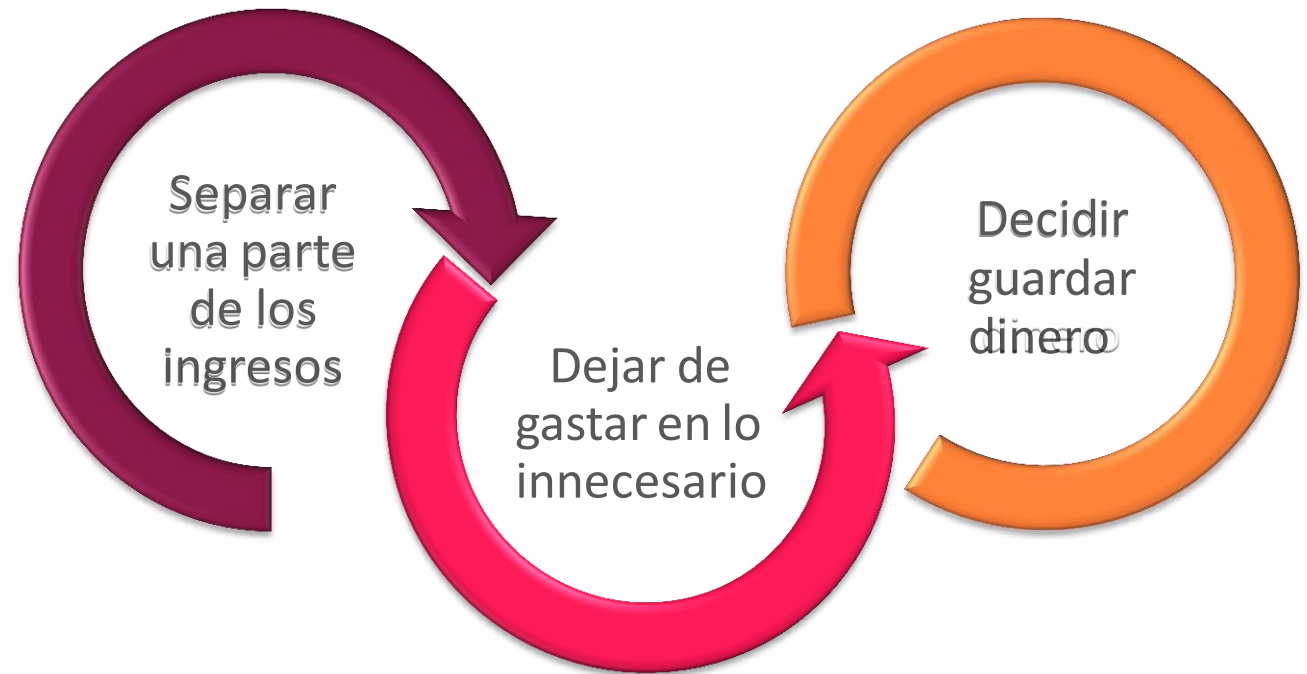 Separar
una parte
de los
ingresos
Dejar de
gastar en lo
innecesario
Decidir
guardar
dinero